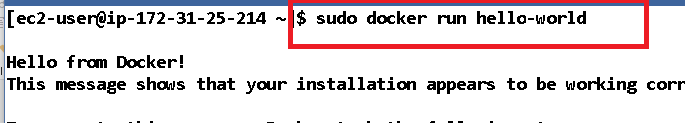 [ec2-user@ip-172-31-25-214 ~]$ sudo docker run hello-world
Hello from Docker!
This message shows that your installation appears to be working corr